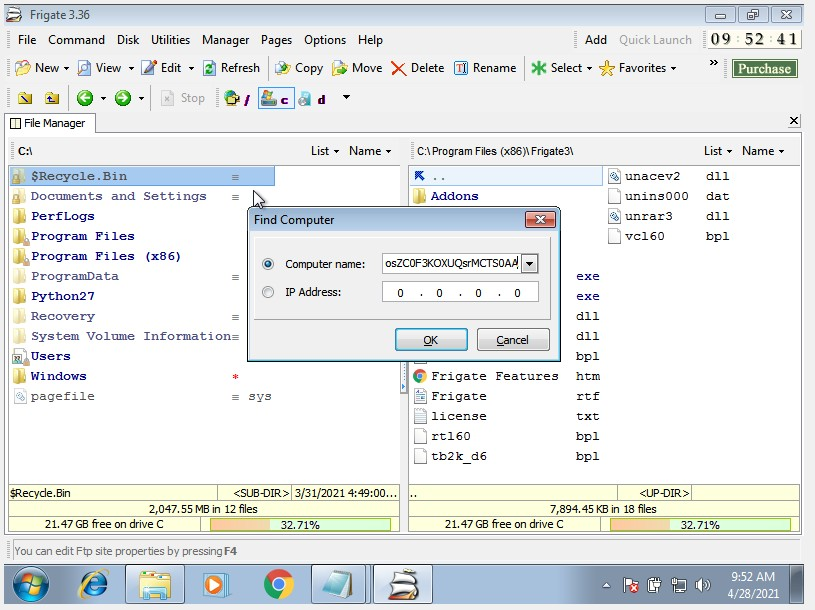 Frigate 3.36
File Command Disk Utilities Manager Pages Options Help Add Quick Launch 09:52:41
New View Edit Refresh Copy Move Delete Rename Select Favorites » Purchase
Stop / c d
File Manager
C:\ List Name C:\Program Files (x86)\Frigate3\ List Name
$Recycle.Bin .. unacev2 dll
Documents and Settings Addons unins000 dat
PerfLogs unrar3 dll
Program Files vcl60 bpl
Program Files (x86)
ProgramData exe
Python27 exe
Recovery dll
System Volume Information dll
Users bpl
Windows * Frigate Features htm
pagefile sys Frigate rtf
license txt
rtl60 bpl
tb2k_d6 bpl
Find Computer
Computer name: osZC0F3KOXUQsrMCTS0AA
IP Address: 0 . 0 . 0 . 0
OK Cancel
$Recycle.Bin <SUB-DIR> 3/31/2021 4:49:00... .. <UP-DIR>
2,047.55 MB in 12 files 7,894.45 KB in 18 files
21.47 GB free on drive C 32.71% 21.47 GB free on drive C 32.71%
You can edit Ftp site properties by pressing F4
9:52 AM
4/28/2021